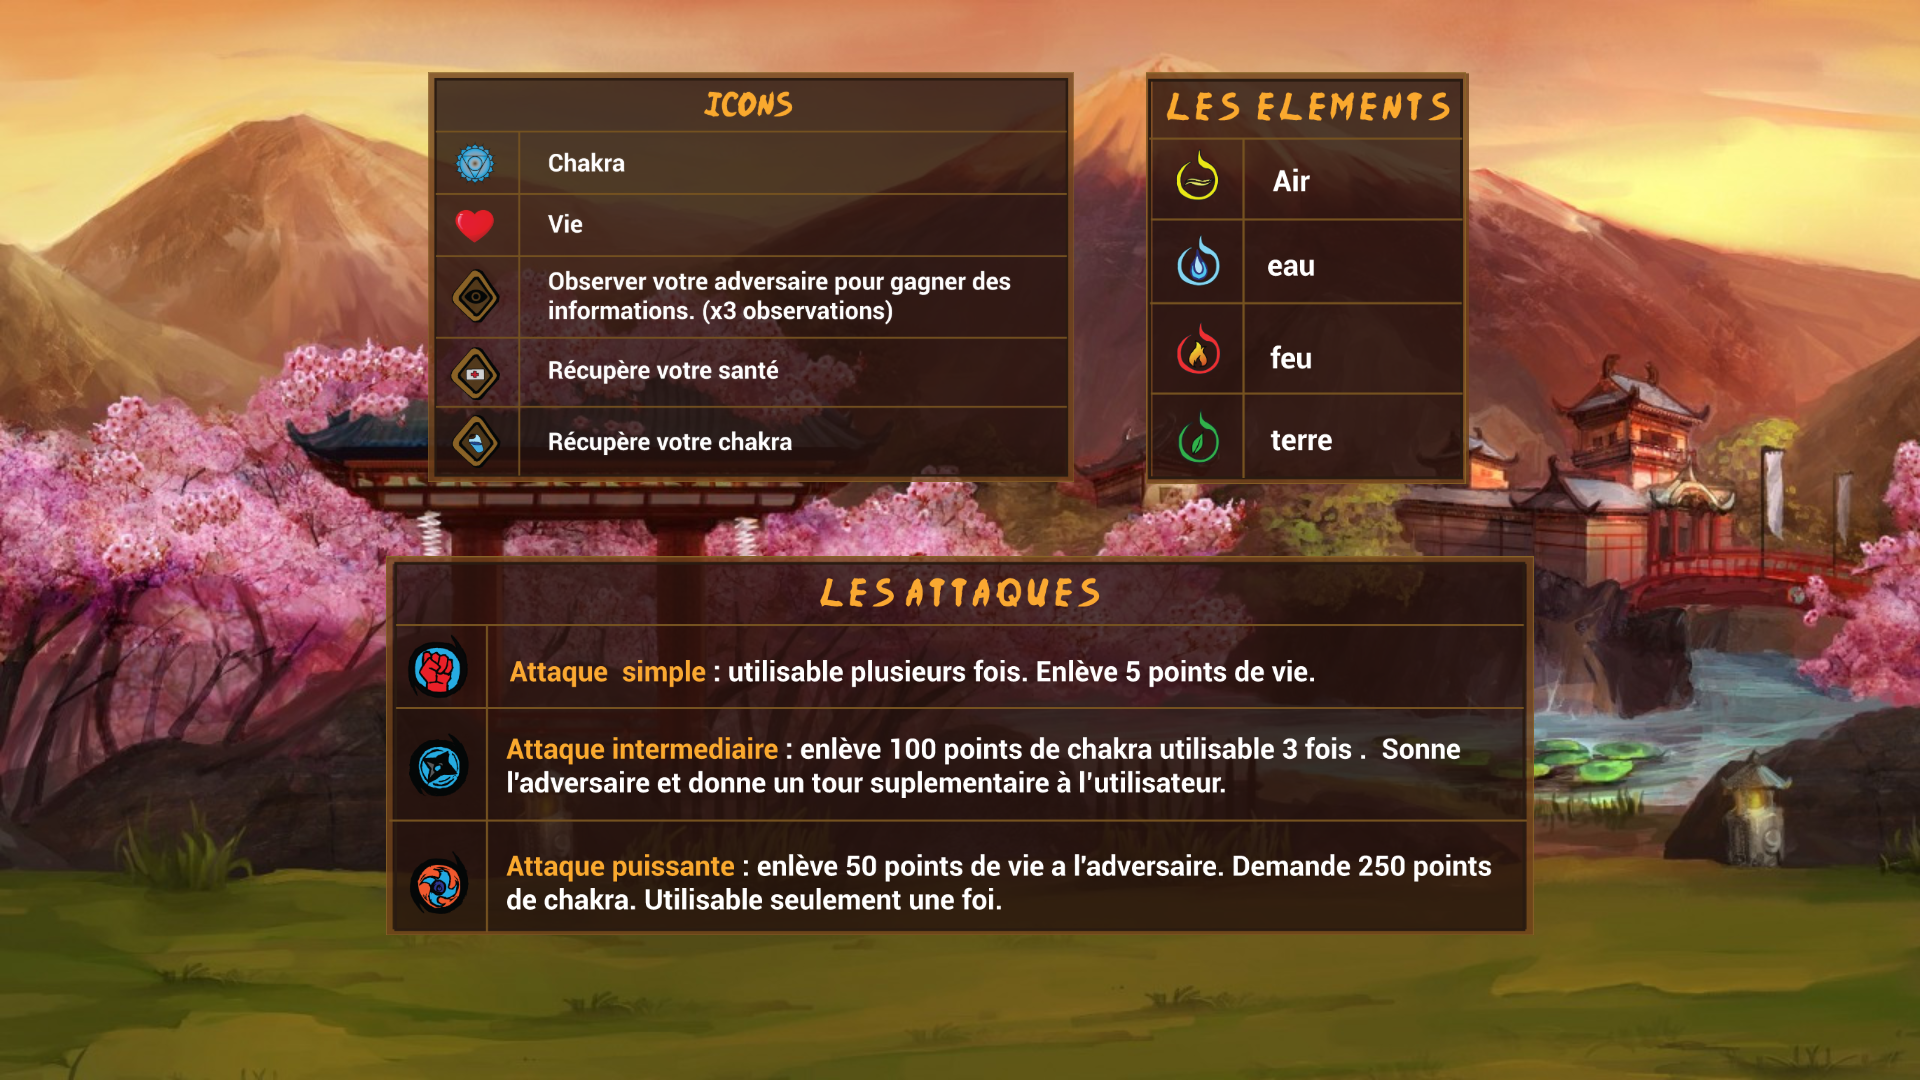 ICONS
Chakra
Vie
Observer votre adversaire pour gagner des
informations. (x3 observations)
Récupère votre santé
Récupère votre chakra
LES ELEMENTS
Air
eau
feu
terre
LES ATTAQUES
Attaque  simple : utilisable plusieurs fois. Enlève 5 points de vie.
Attaque intermediaire : enlève 100 points de chakra utilisable 3 fois .  Sonne
l'adversaire et donne un tour suplementaire à l'utilisateur.
Attaque puissante : enlève 50 points de vie a l'adversaire. Demande 250 points
de chakra. Utilisable seulement une foi.